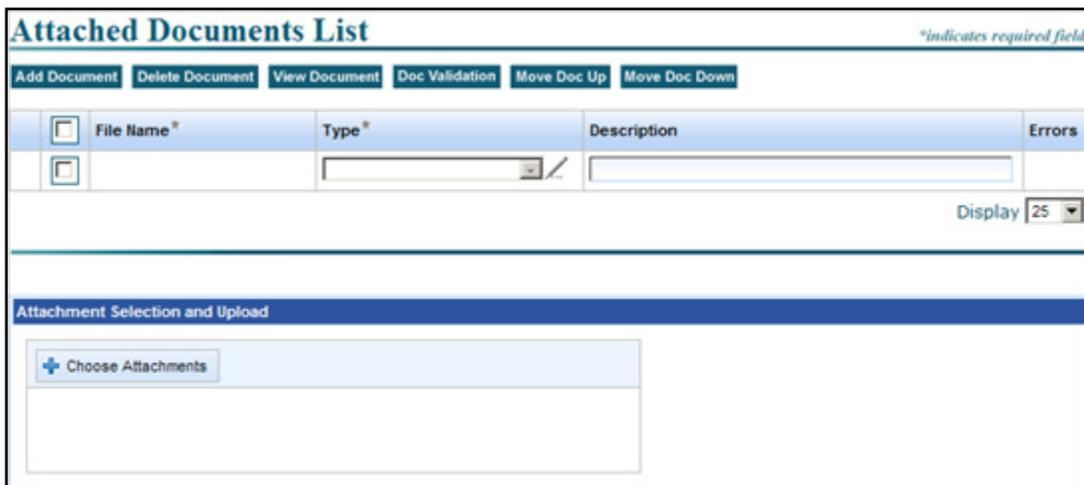 Attached Documents List
*indicates required field
Add Document Delete Document View Document Doc Validation Move Doc Up Move Doc Down
File Name* Type* Description Errors
Display 25
Attachment Selection and Upload
Choose Attachments